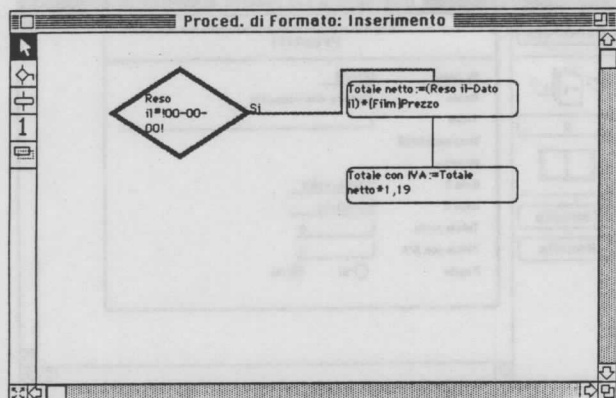 Proced. di Formato: Inserimento
Reso
il#!00-00-
00!
Si
Totale netto:=(Reso il-Dato
il)*[Film]Prezzo
Totale con IVA:=Totale
netto*1,19
1